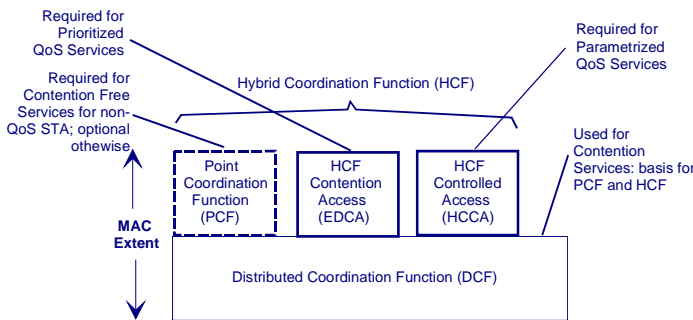 Required for
Prioritized
QoS Services
Required for
Contention Free
Services for non-
QoS STA; optional
othewise
Hybrid Coordination Function (HCF)
Required for
Parametrized
QoS Services
Used for
Contention
Services: basis for
PCF and HCF
Point
Coordination
Function
(PCF)
HCF
Contention
Access
(EDCA)
HCF
Controlled
Access
(HCCA)
MAC
Extent
Distributed Coordination Function (DCF)